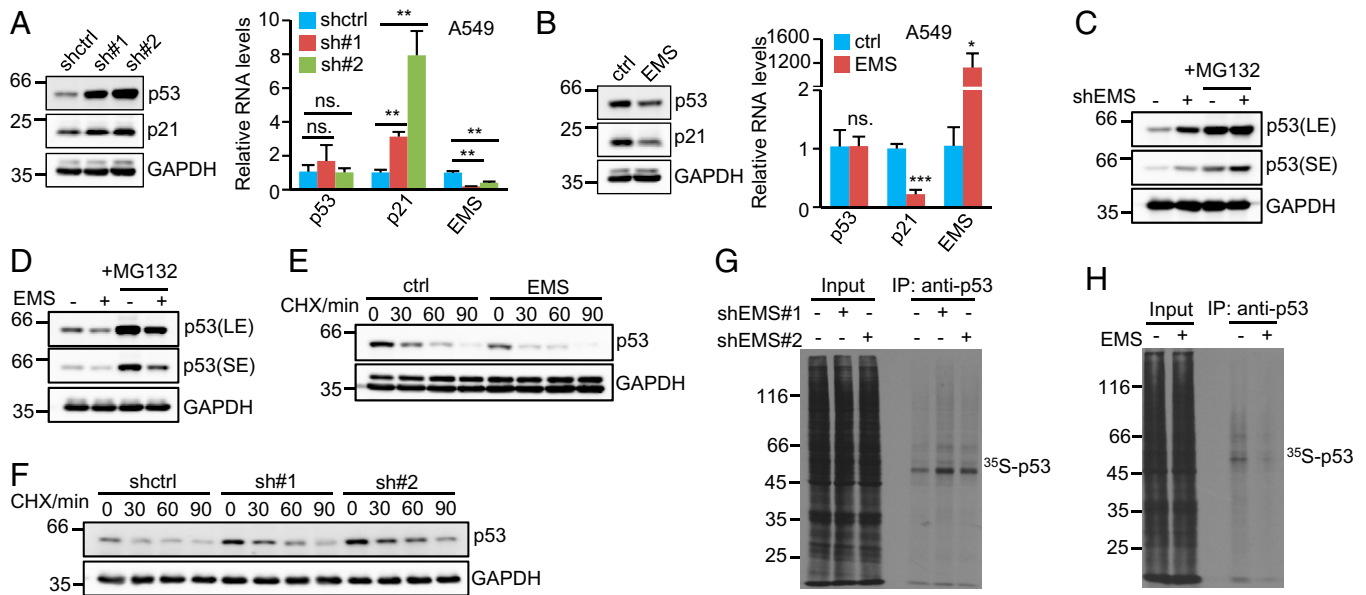 A
shctrl
sh#1
sh#2
66
p53
25
p21
35
GAPDH
Relative RNA levels
10
8
6
4
2
0
shctrl
sh#1
sh#2
A549
ns.
ns.
**
**
**
**
p53
p21
EMS
B
ctrl
EMS
66
p53
25
p21
35
GAPDH
Relative RNA levels
1600
1200
2
1
0
A549
ctrl
EMS
ns.
***
*
p53
p21
EMS
C
+MG132
shEMS - + - +
66
p53(LE)
66
p53(SE)
35
GAPDH
D
+MG132
EMS - + - +
66
p53(LE)
66
p53(SE)
35
GAPDH
E
ctrl EMS
CHX/min 0 30 60 90 0 30 60 90
66
p53
35
GAPDH
F
shctrl sh#1 sh#2
CHX/min 0 30 60 90 0 30 60 90 0 30 60 90
66
p53
35
GAPDH
G
Input IP: anti-p53
shEMS#1 - + - - + -
shEMS#2 - - + - - +
116
66
45
35
25
35S-p53
H
Input IP: anti-p53
EMS - + - +
116
66
45
35
25
35S-p53